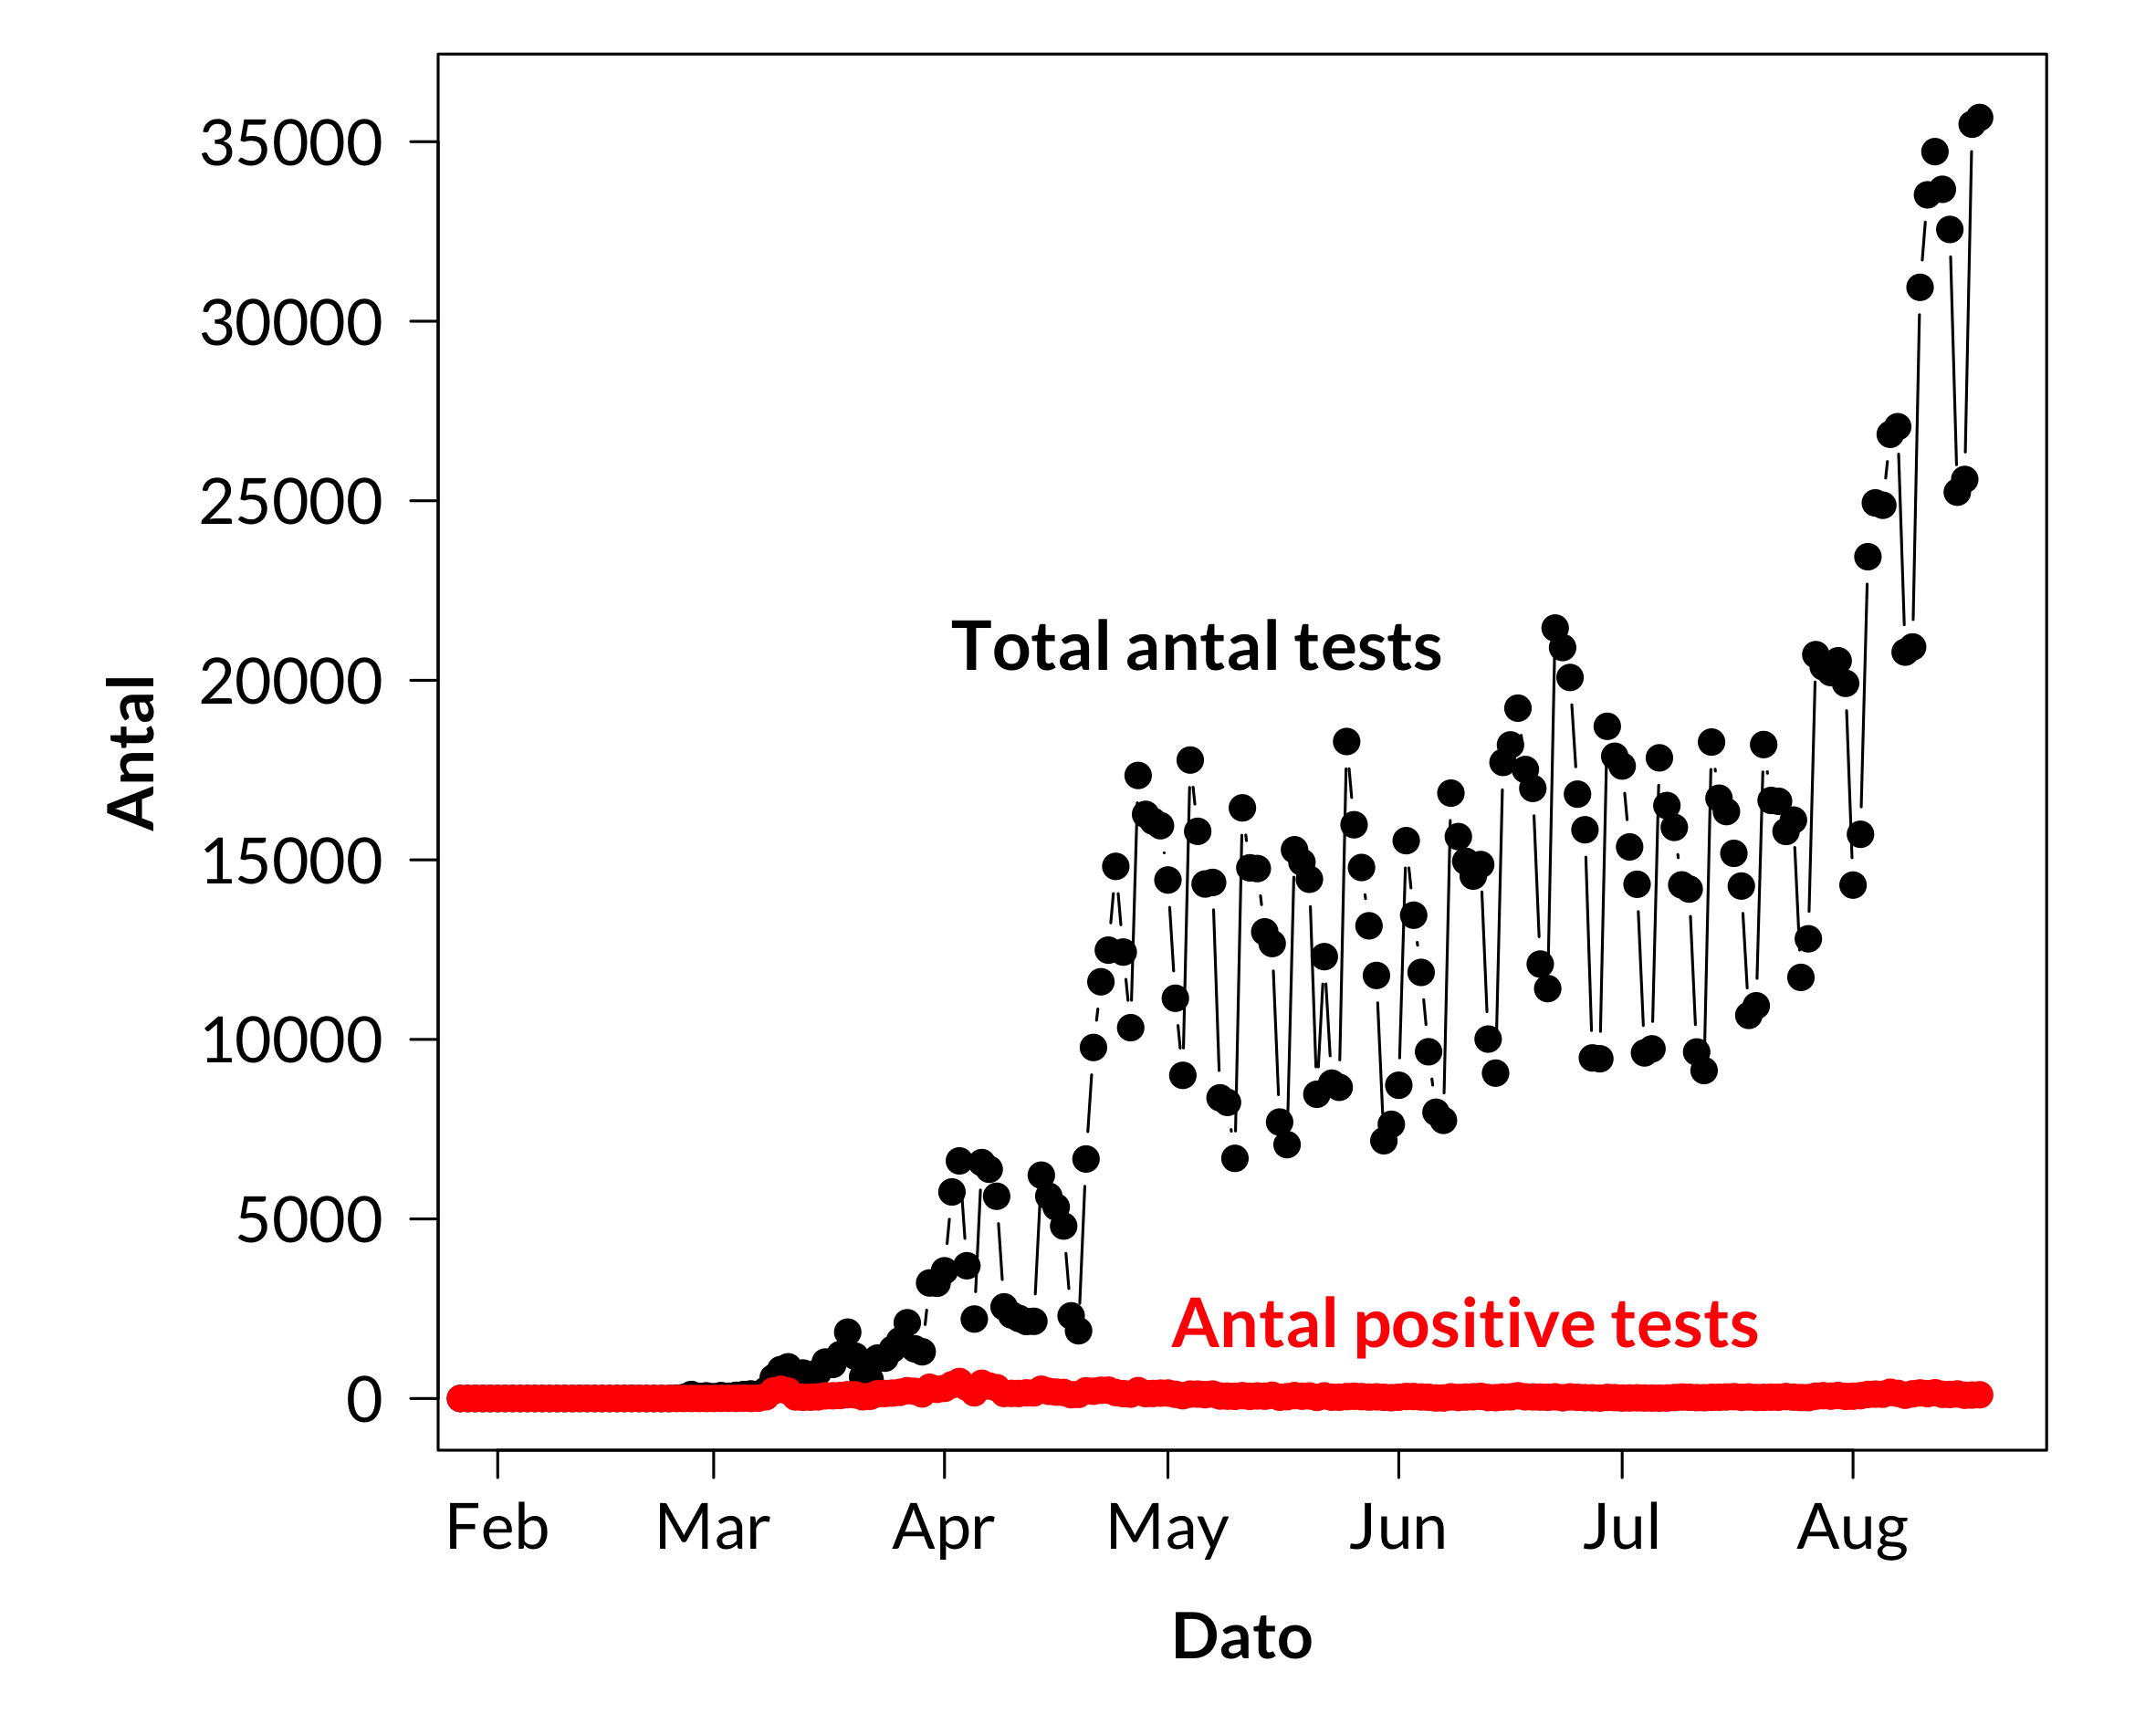 35000
30000
25000
20000
15000
10000
5000
0
Antal
Total antal tests
Antal positive tests
Feb Mar Apr May Jun Jul Aug
Dato